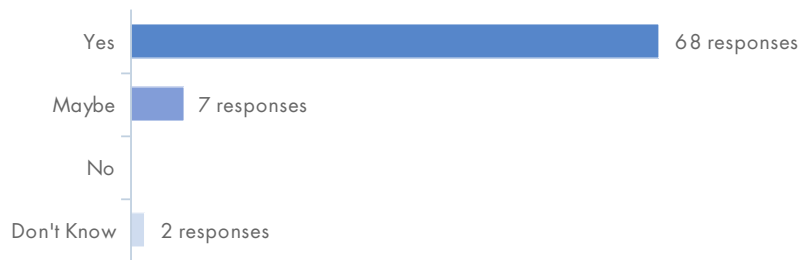 Yes 68 responses
Maybe 7 responses
No
Don't Know 2 responses